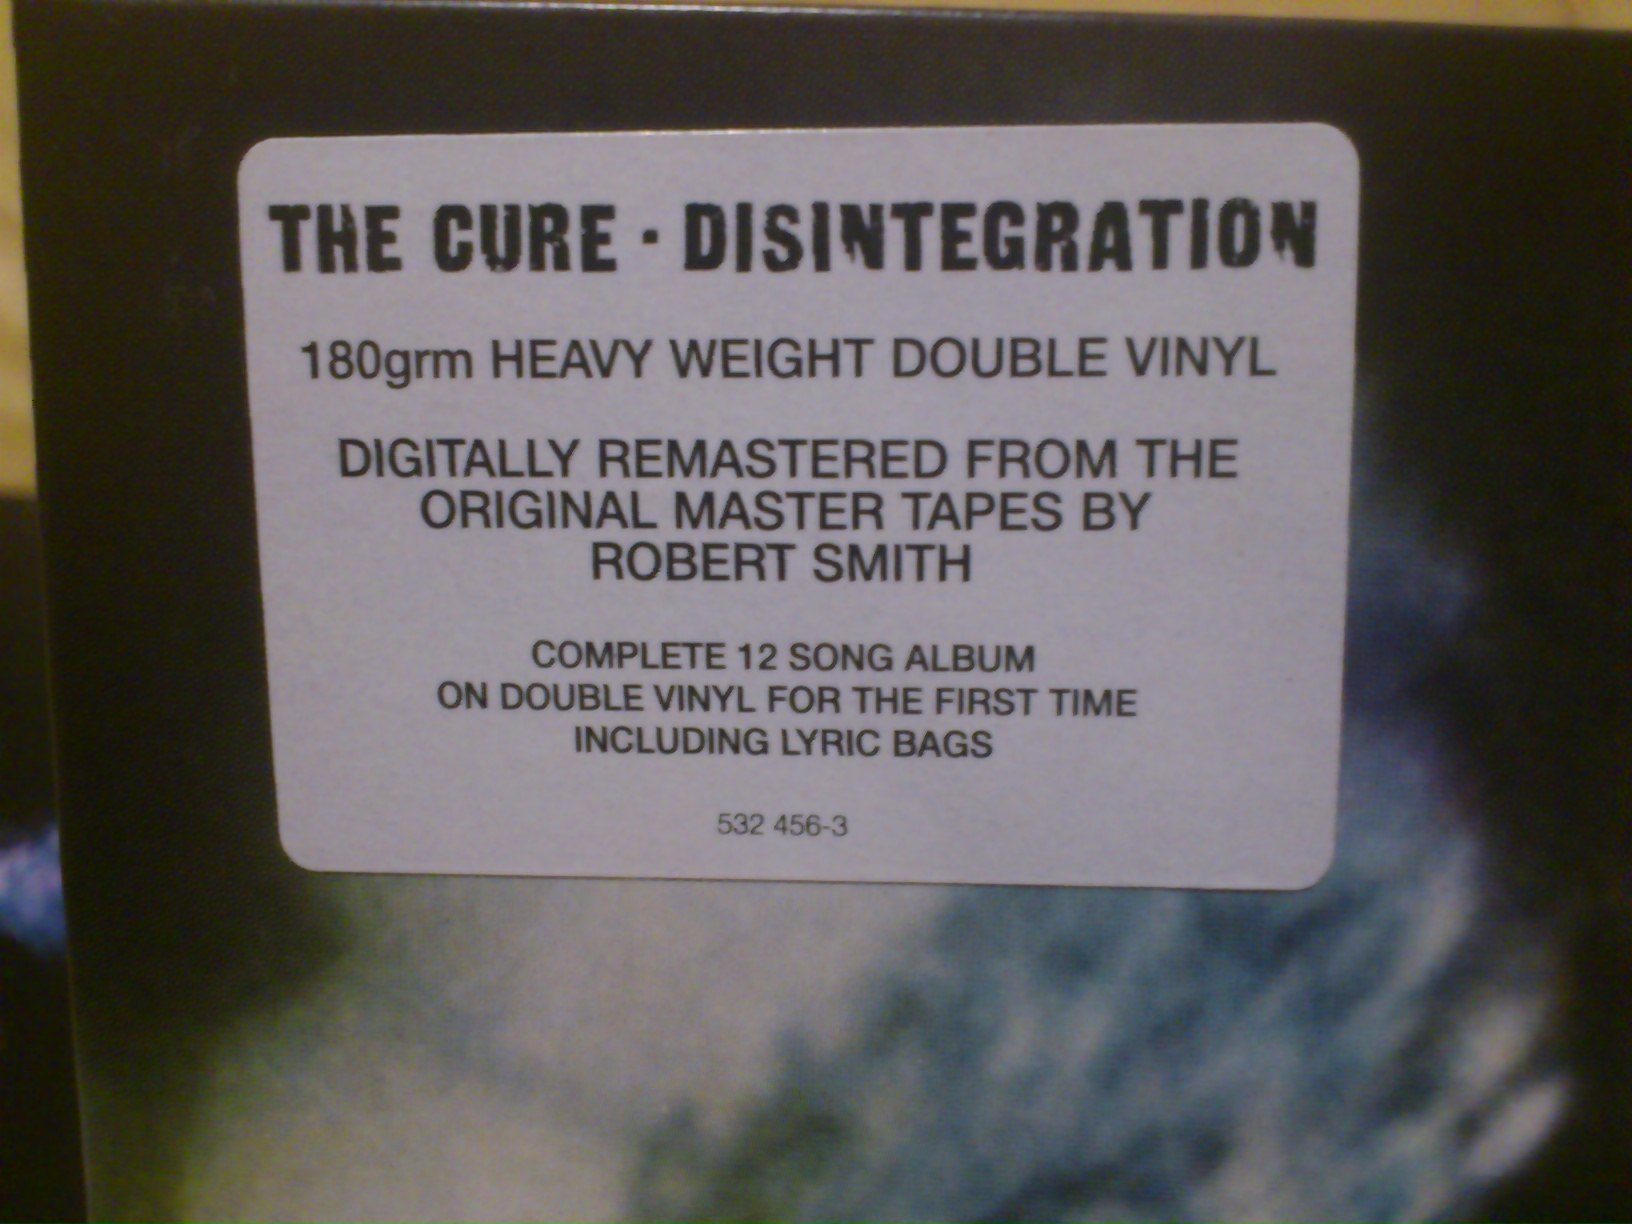 THE CURE · DISINTEGRATION
180grm HEAVY WEIGHT DOUBLE VINYL
DIGITALLY REMASTERED FROM THE
ORIGINAL MASTER TAPES BY
ROBERT SMITH
COMPLETE 12 SONG ALBUM
ON DOUBLE VINYL FOR THE FIRST TIME
INCLUDING LYRIC BAGS
532 456-3